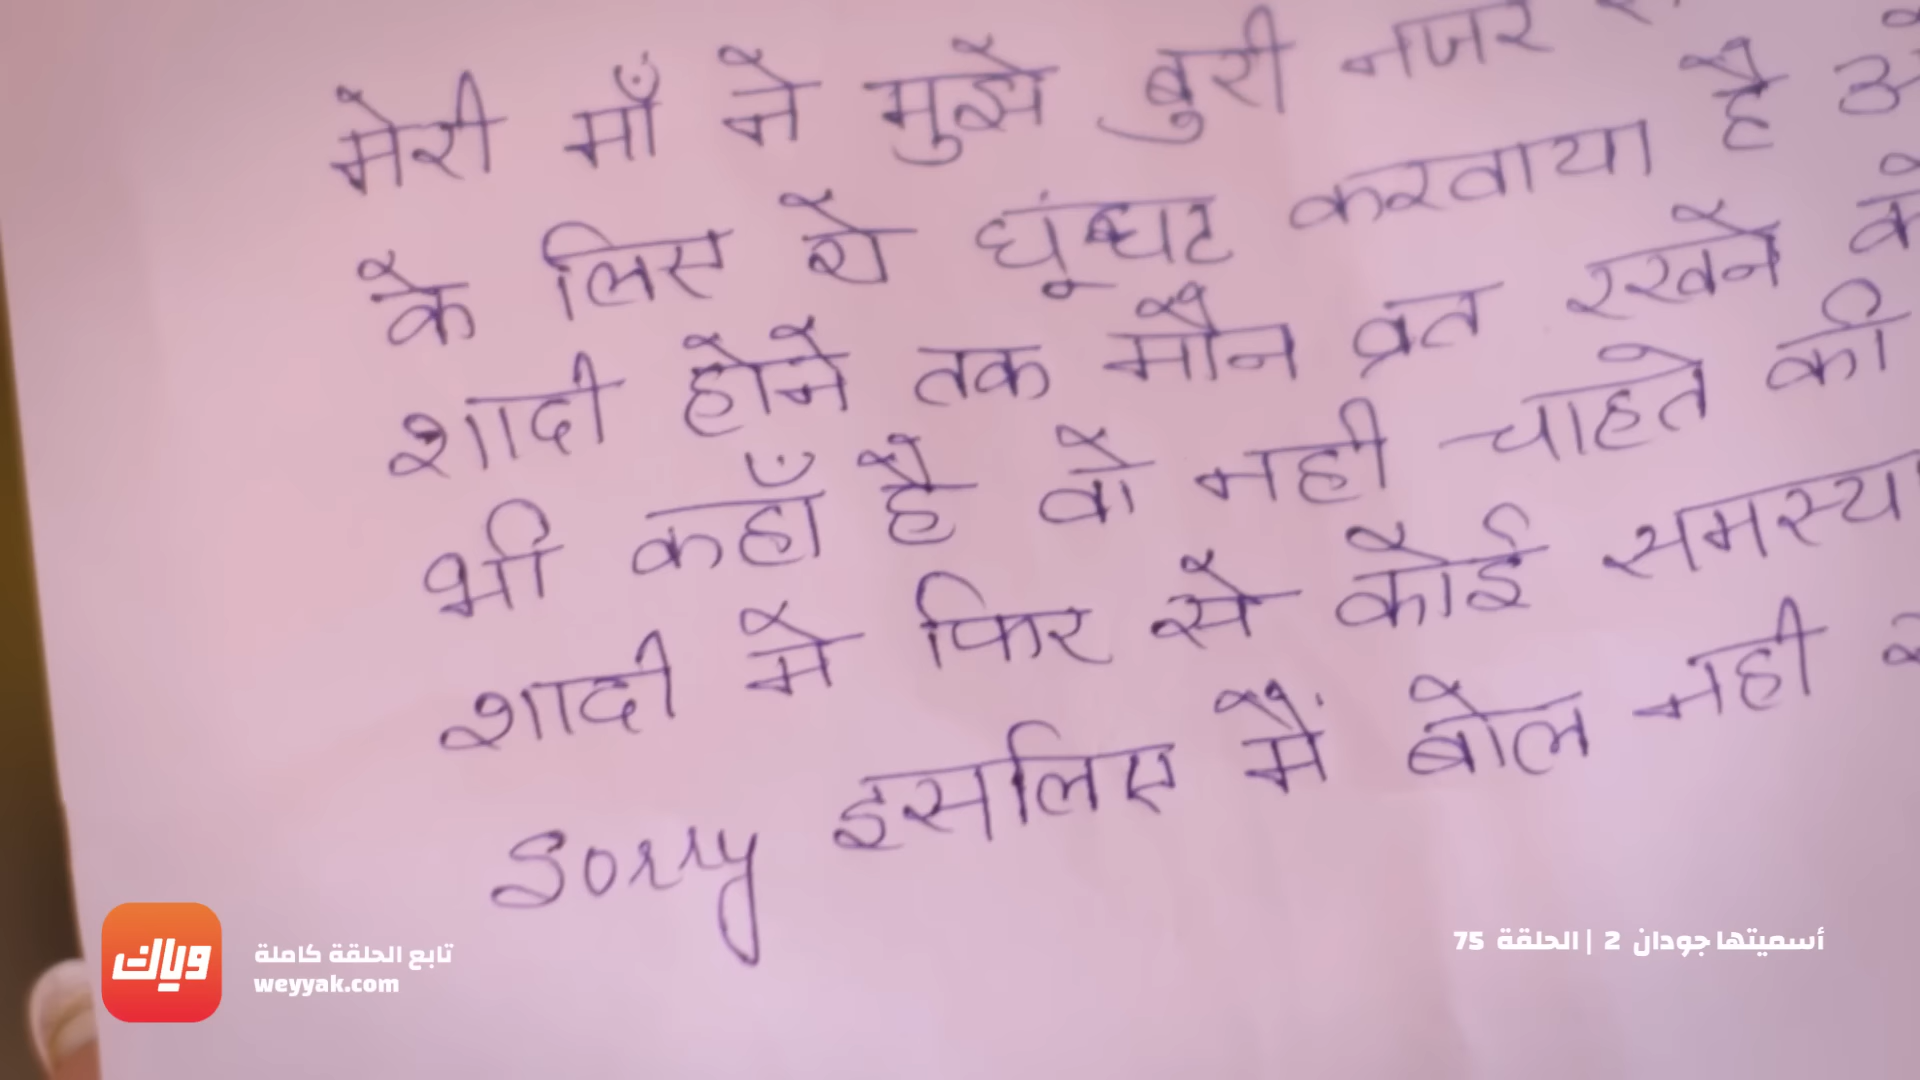 मेरी माँ ने मुझे बुरी नजर
के लिए ये घूंघट करवाया है
शादी होने तक मौन व्रत रखने
भी कहाँ है वो नही चाहते की
शादी मे फिर से कोई समस्या
sorry इसलिए मैं बोल नही
وياك
تابع الحلقة كاملة
weyyak.com
أسميتها جودان 2 | الحلقة 75